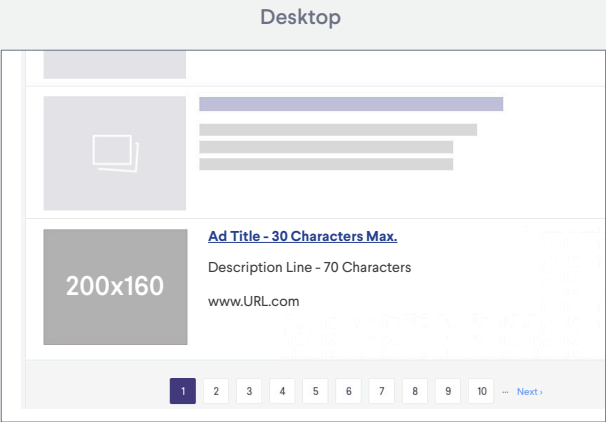 Desktop
Ad Title - 30 Characters Max.
200x160
Description Line - 70 Characters
www.URL.com
1 2 3 4 5 6 7 8 9 10 ... Next ›